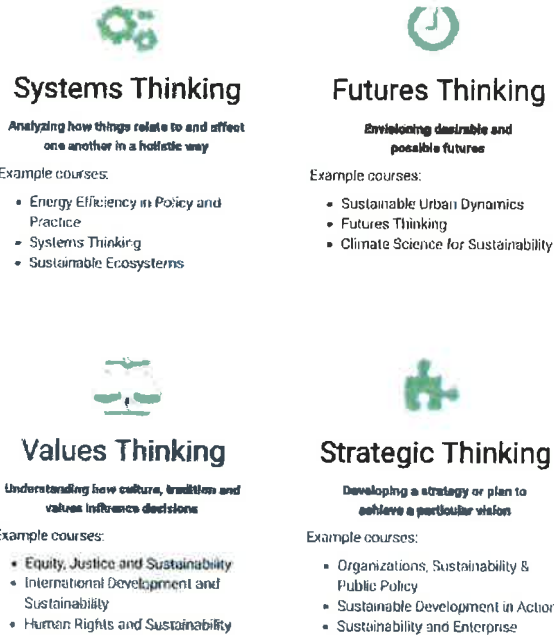 Systems Thinking
Analyzing how things relate to and affect
one another in a holistic way
Example courses:
Energy Efficiency in Policy and
Practice
Systems Thinking
Sustainable Ecosystems
Futures Thinking
Envisioning desirable and
possible futures
Example courses:
Sustainable Urban Dynamics
Futures Thinking
Climate Science for Sustainability
Values Thinking
Understanding how culture, tradition and
values influence decisions
Example courses:
Equity, Justice and Sustainability
International Development and
Sustainability
Human Rights and Sustainability
Strategic Thinking
Developing a strategy or plan to
achieve a particular vision
Example courses:
Organizations, Sustainability &
Public Policy
Sustainable Development in Action
Sustainability and Enterprise